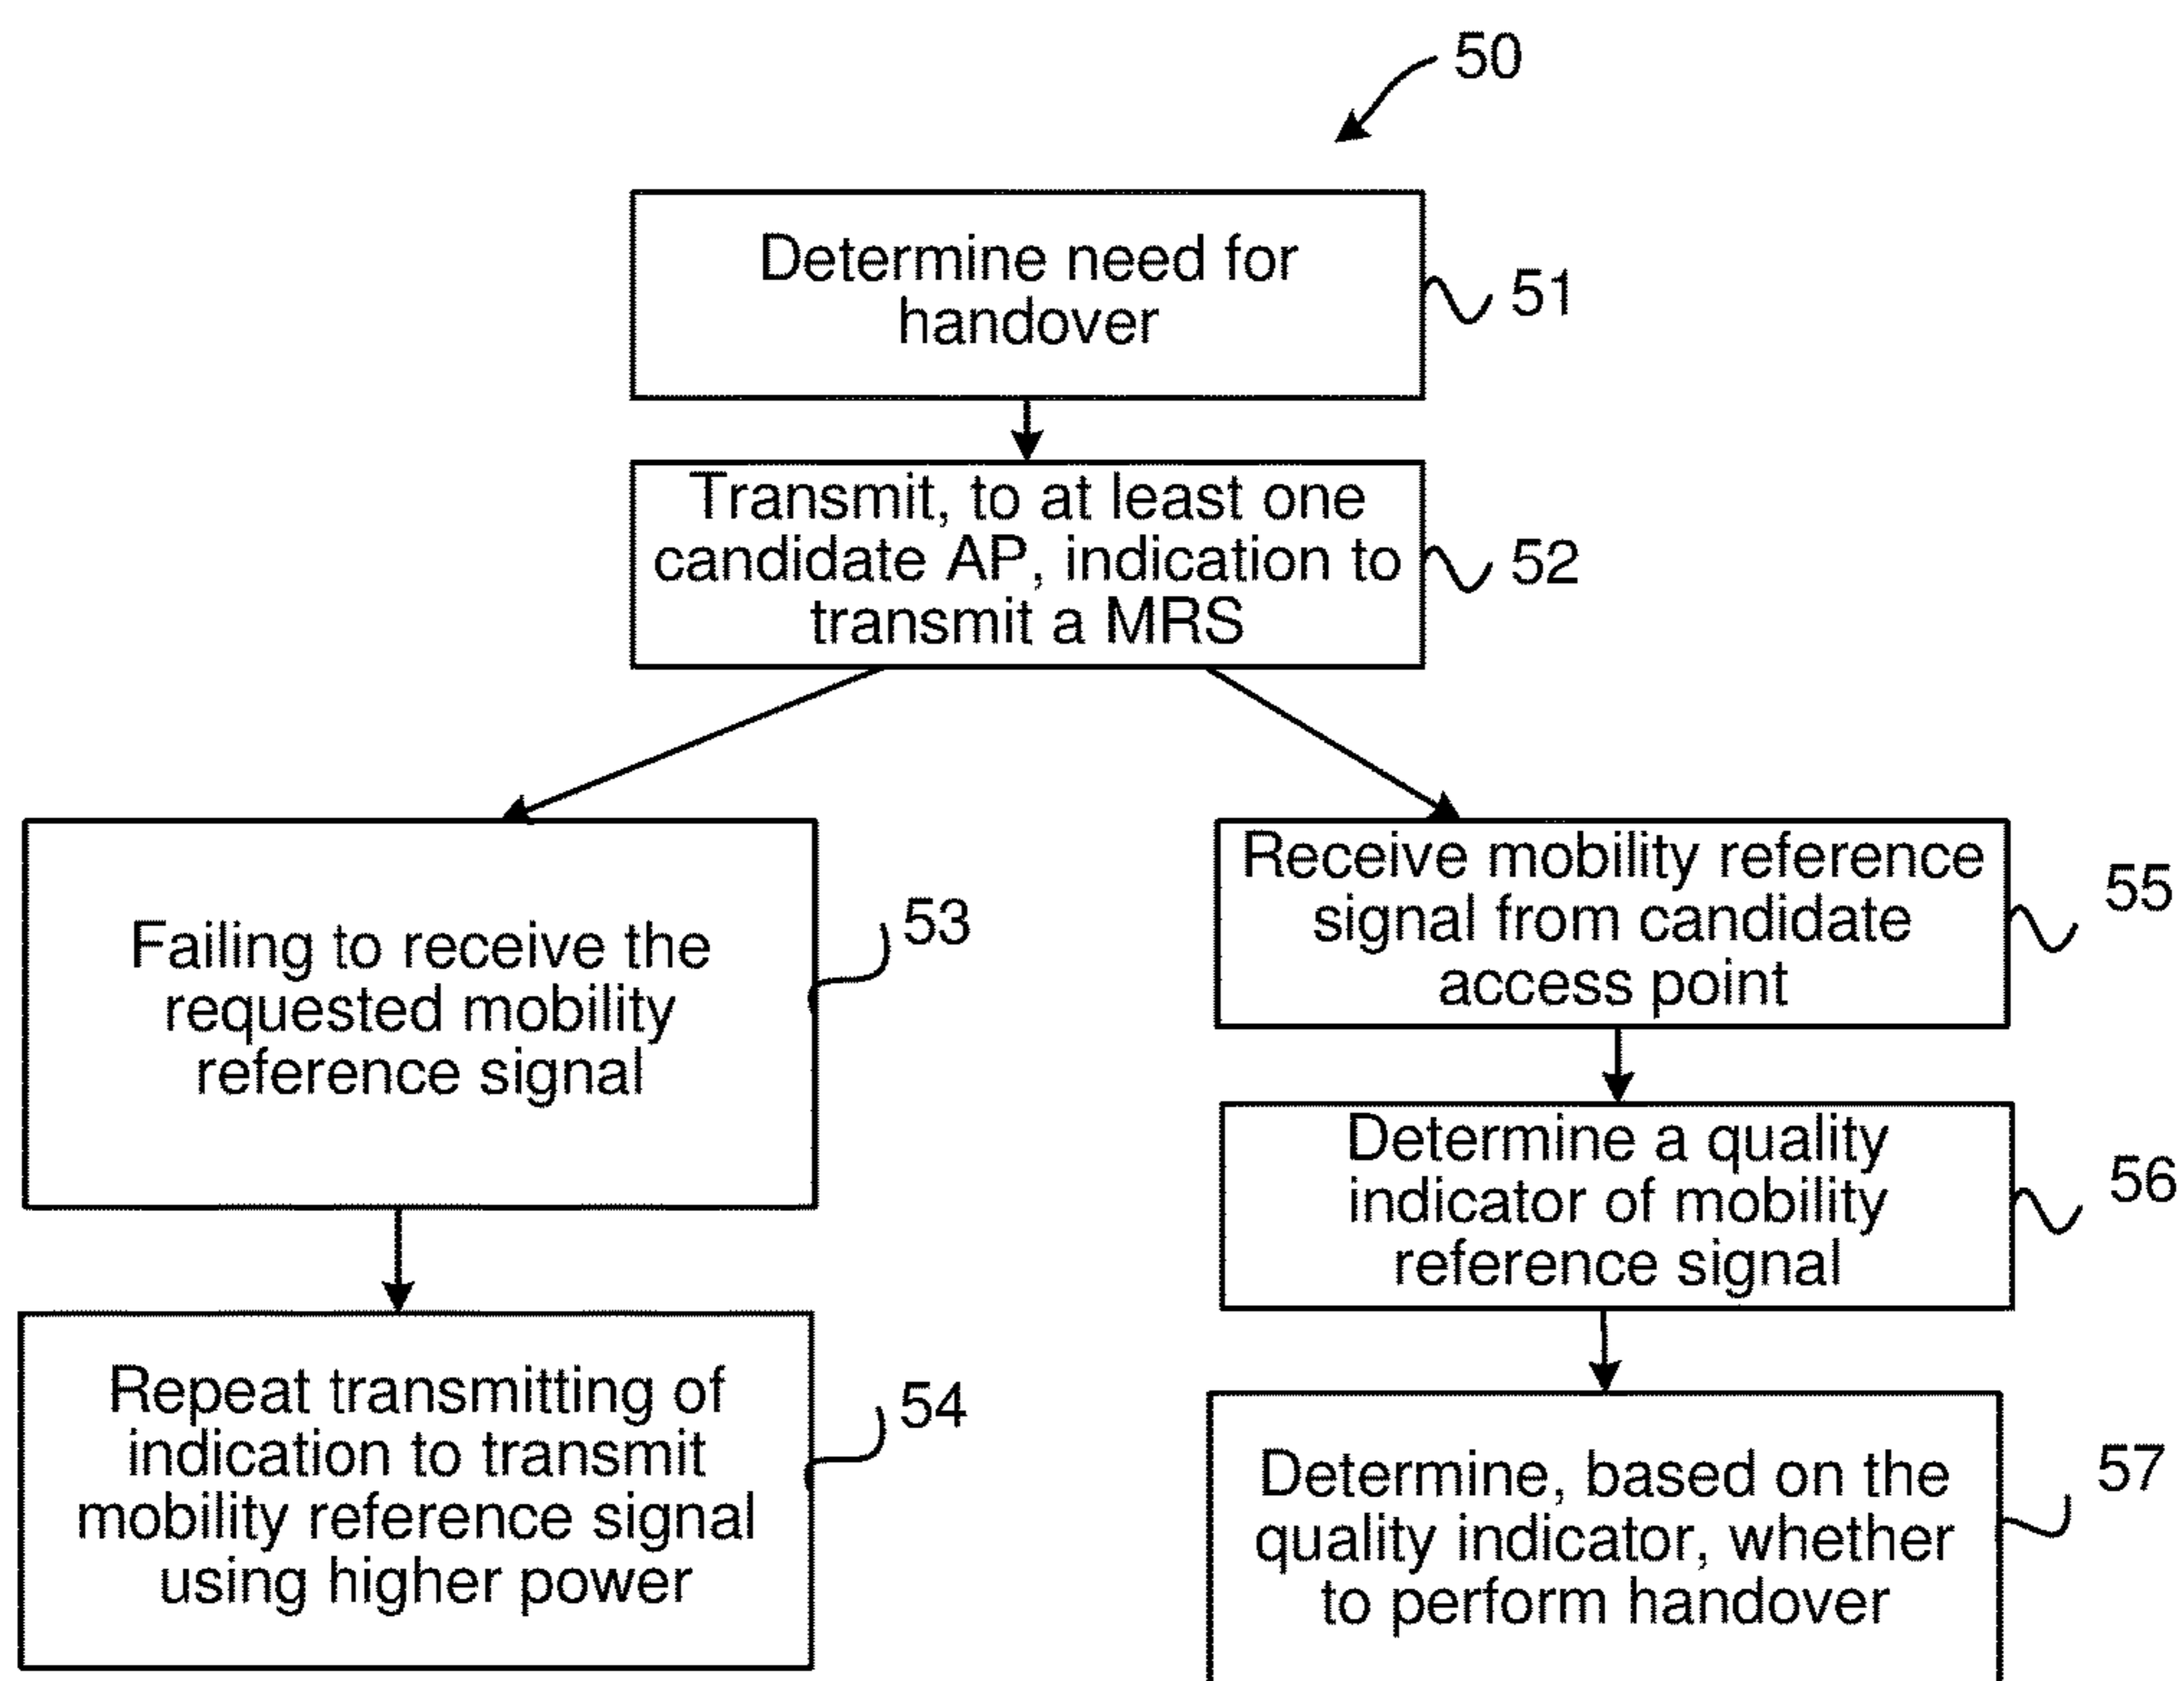 50
Determine need for
handover
51
Transmit, to at least one
candidate AP, indication to
transmit a MRS
52
Failing to receive the
requested mobility
reference signal
53
Repeat transmitting of
indication to transmit
mobility reference signal
using higher power
54
Receive mobility reference
signal from candidate
access point
55
Determine a quality
indicator of mobility
reference signal
56
Determine, based on the
quality indicator, whether
to perform handover
57